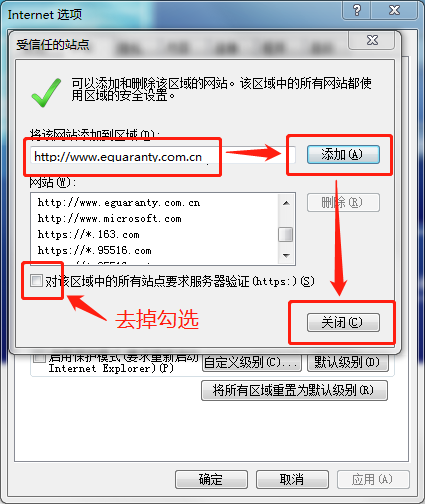 Internet 选项
受信任的站点
可以添加和删除该区域的网站。该区域中的所有网站都使
用区域的安全设置。
将该网站添加到区域(D):
http://www.equaranty.com.cn
添加(A)
网站(W):
http://www.eguaranty.com.cn
http://www.microsoft.com
https://*.163.com
https://*.95516.com
删除(R)
对该区域中的所有站点要求服务器验证(https:)(S)
去掉勾选
关闭(C)
启用保护模式(要求重新启动
Internet Explorer)(P)
自定义级别(C)...
默认级别(D)
将所有区域重置为默认级别(R)
确定
取消
应用(A)